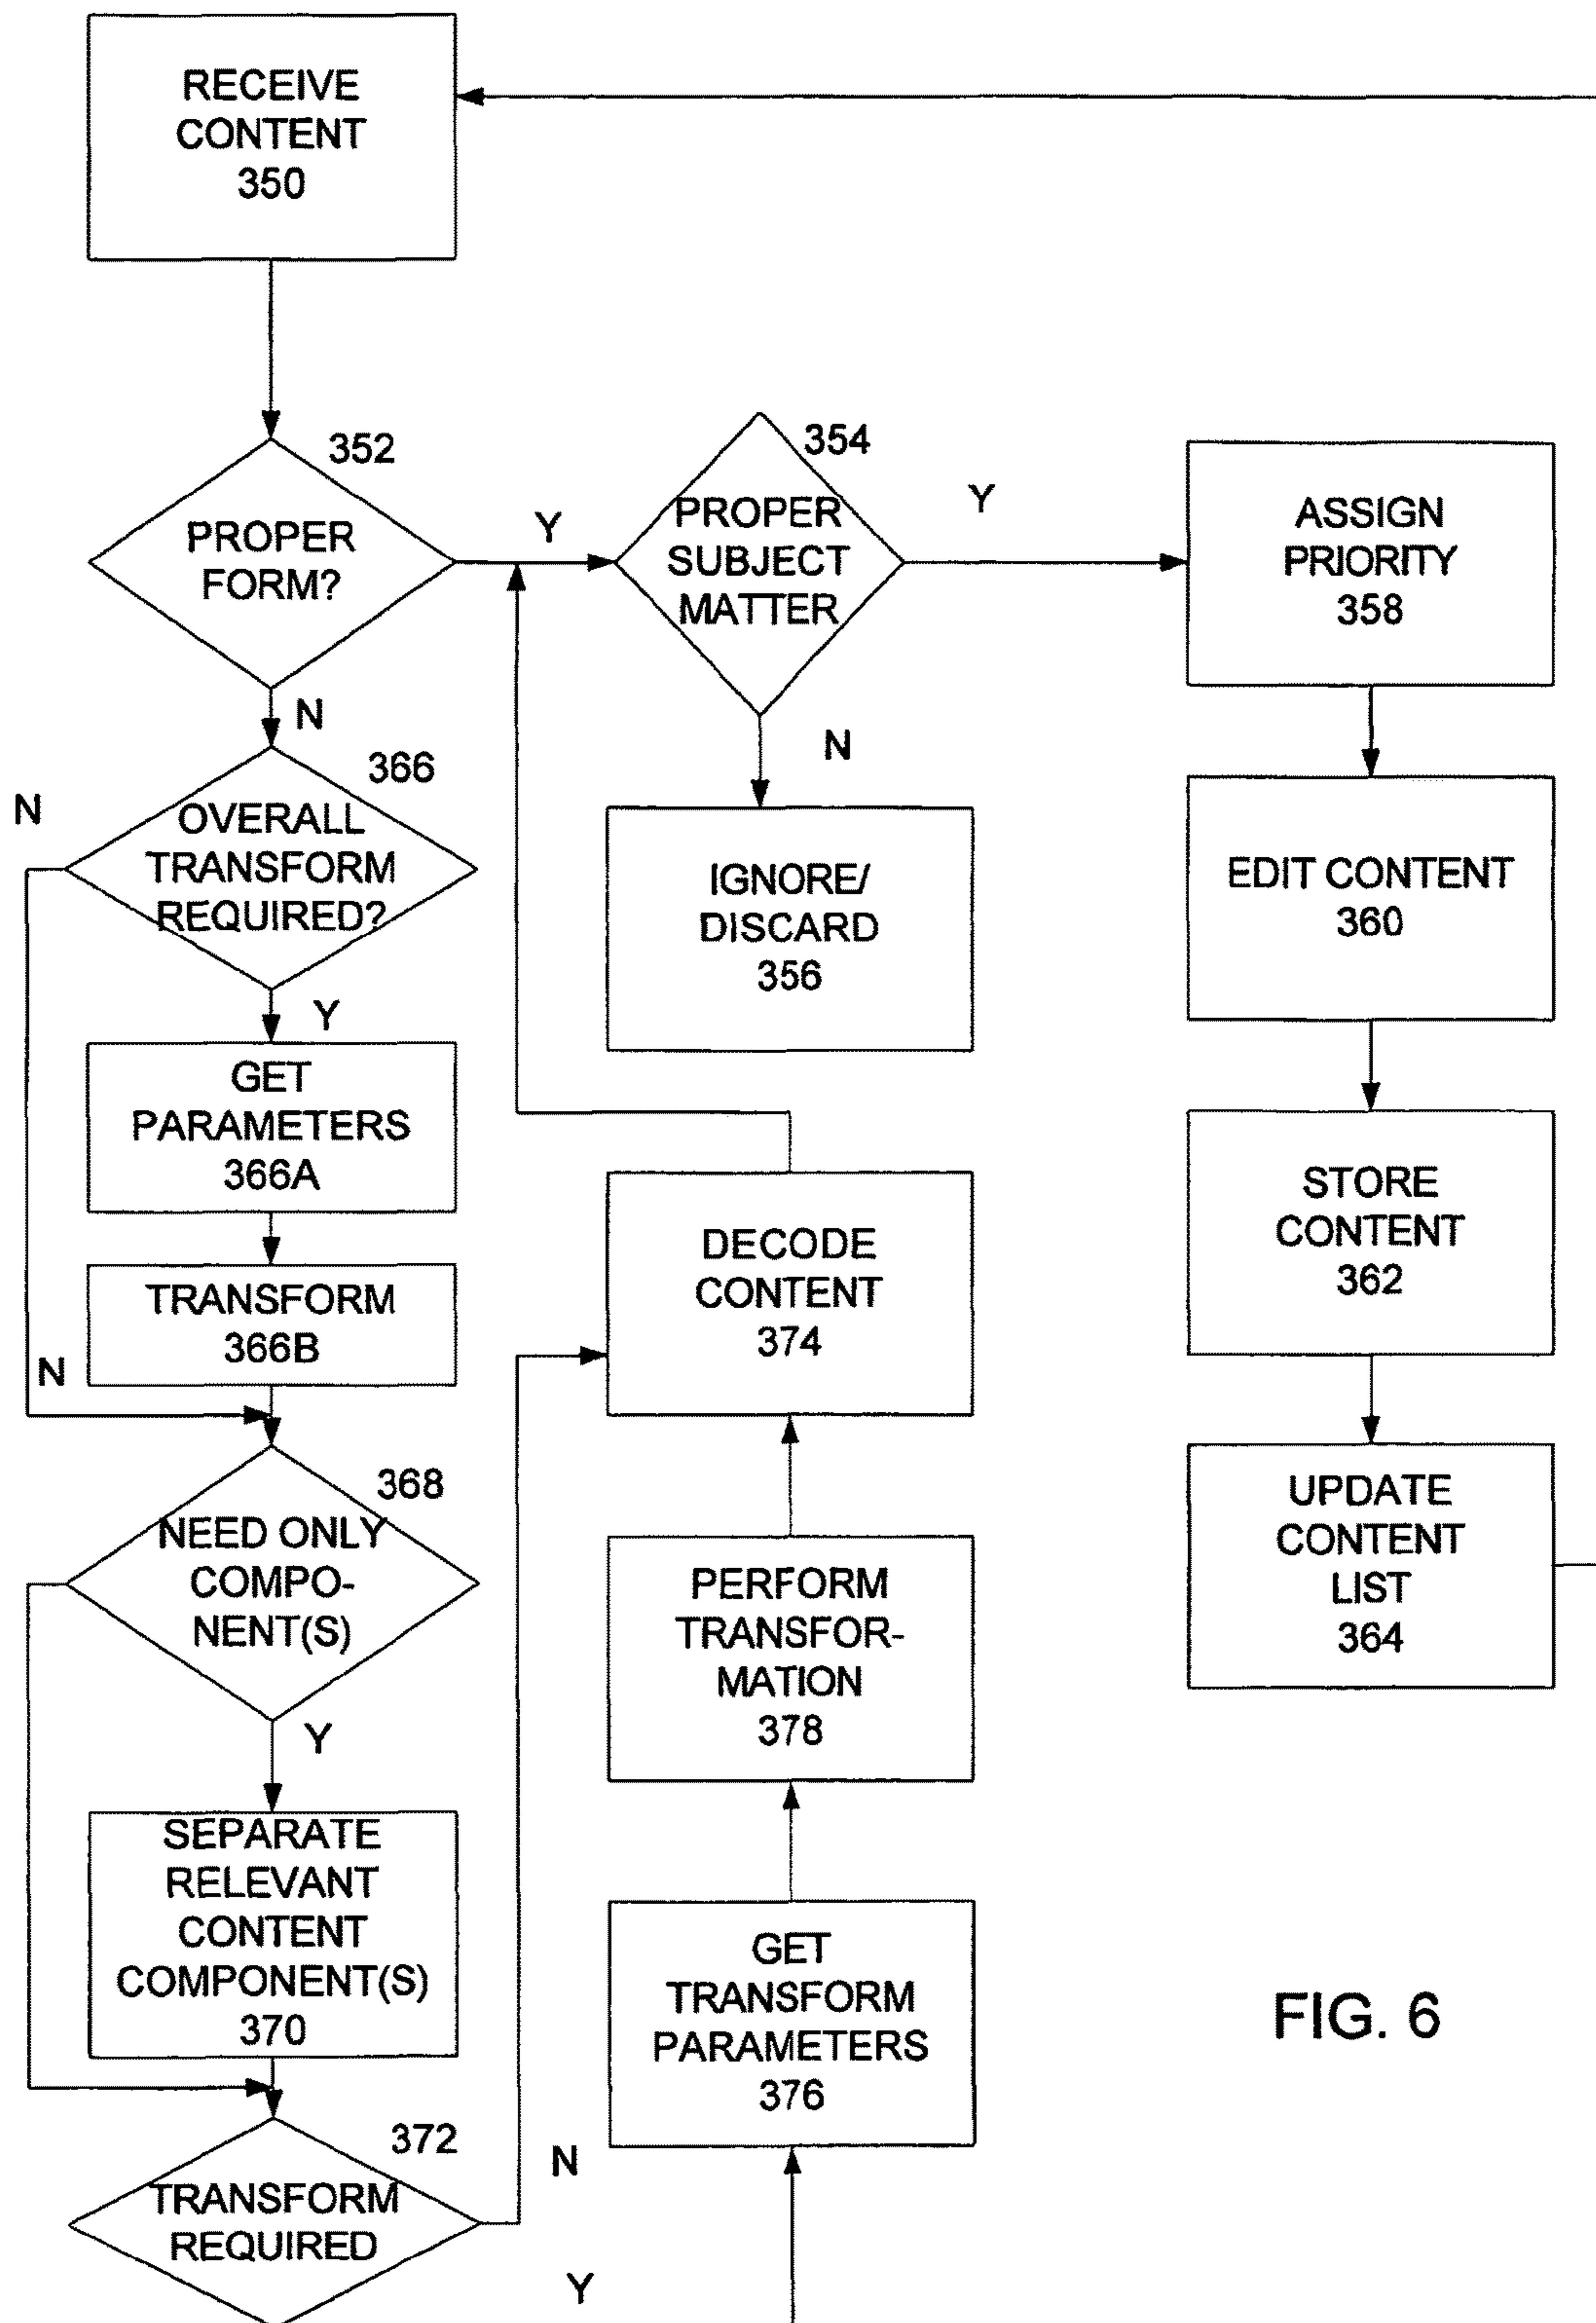 RECEIVE
CONTENT
350
352
PROPER
FORM?
Y
N
354
PROPER
SUBJECT
MATTER
Y
N
ASSIGN
PRIORITY
358
366
OVERALL
TRANSFORM
REQUIRED?
N
Y
IGNORE/
DISCARD
356
EDIT CONTENT
360
GET
PARAMETERS
366A
TRANSFORM
366B
N
DECODE
CONTENT
374
STORE
CONTENT
362
368
NEED ONLY
COMPO-
NENT(S)
Y
PERFORM
TRANSFOR-
MATION
378
UPDATE
CONTENT
LIST
364
SEPARATE
RELEVANT
CONTENT
COMPONENT(S)
370
GET
TRANSFORM
PARAMETERS
376
372
TRANSFORM
REQUIRED
N
Y
FIG. 6